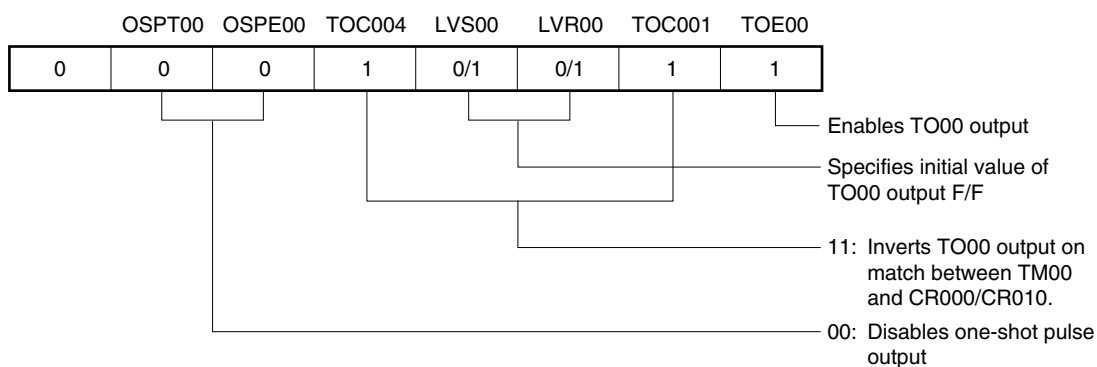 OSPT00 OSPE00 TOC004 LVS00 LVR00 TOC001 TOE00
0 0 0 1 0/1 0/1 1 1
Enables TO00 output
Specifies initial value of
TO00 output F/F
11: Inverts TO00 output on
match between TM00
and CR000/CR010.
00: Disables one-shot pulse
output